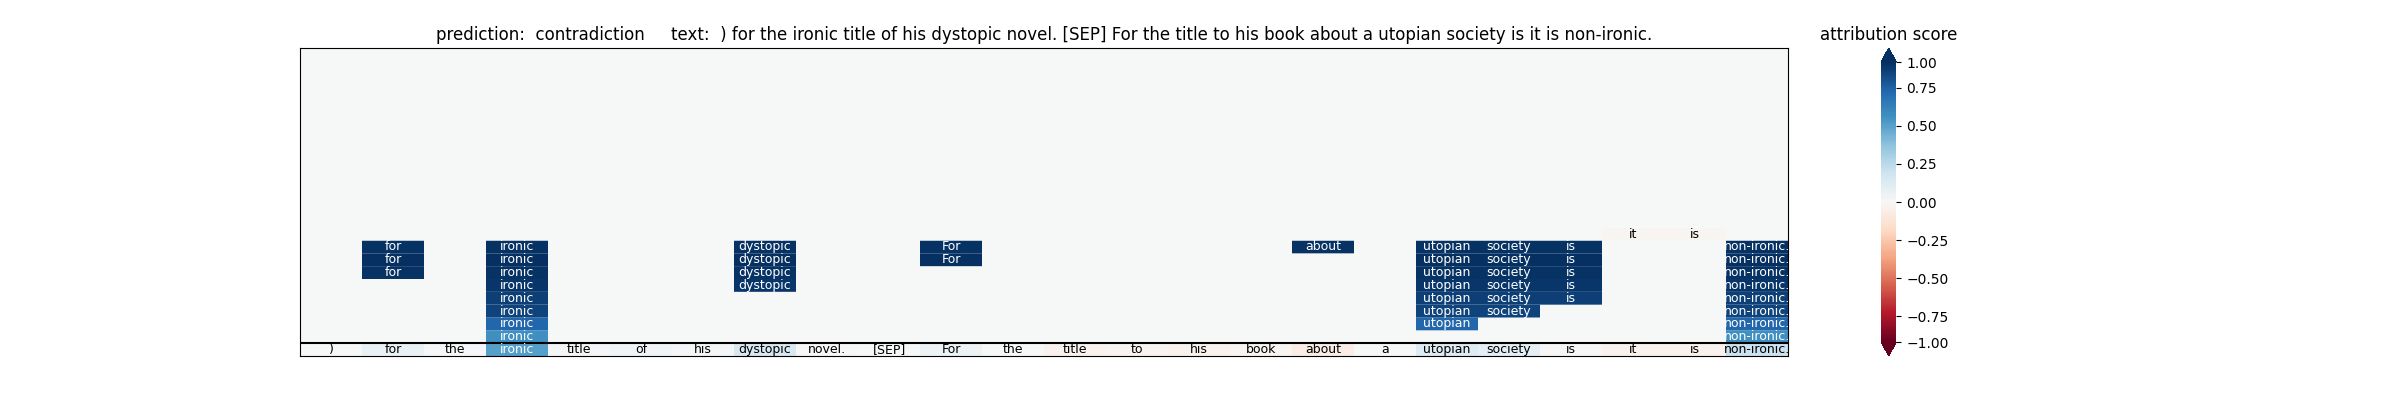 prediction:  contradiction     text:  ) for the ironic title of his dystopic novel. [SEP] For the title to his book about a utopian society is it is non-ironic.
attribution score
it is
for ironic dystopic For about utopian society is non-ironic.
for ironic dystopic For utopian society is non-ironic.
for ironic dystopic utopian society is non-ironic.
ironic dystopic utopian society is non-ironic.
ironic utopian society is non-ironic.
ironic utopian society non-ironic.
ironic utopian non-ironic.
ironic non-ironic.
) for the ironic title of his dystopic novel. [SEP] For the title to his book about a utopian society is it is non-ironic.
1.00
0.75
0.50
0.25
0.00
−0.25
−0.50
−0.75
−1.00